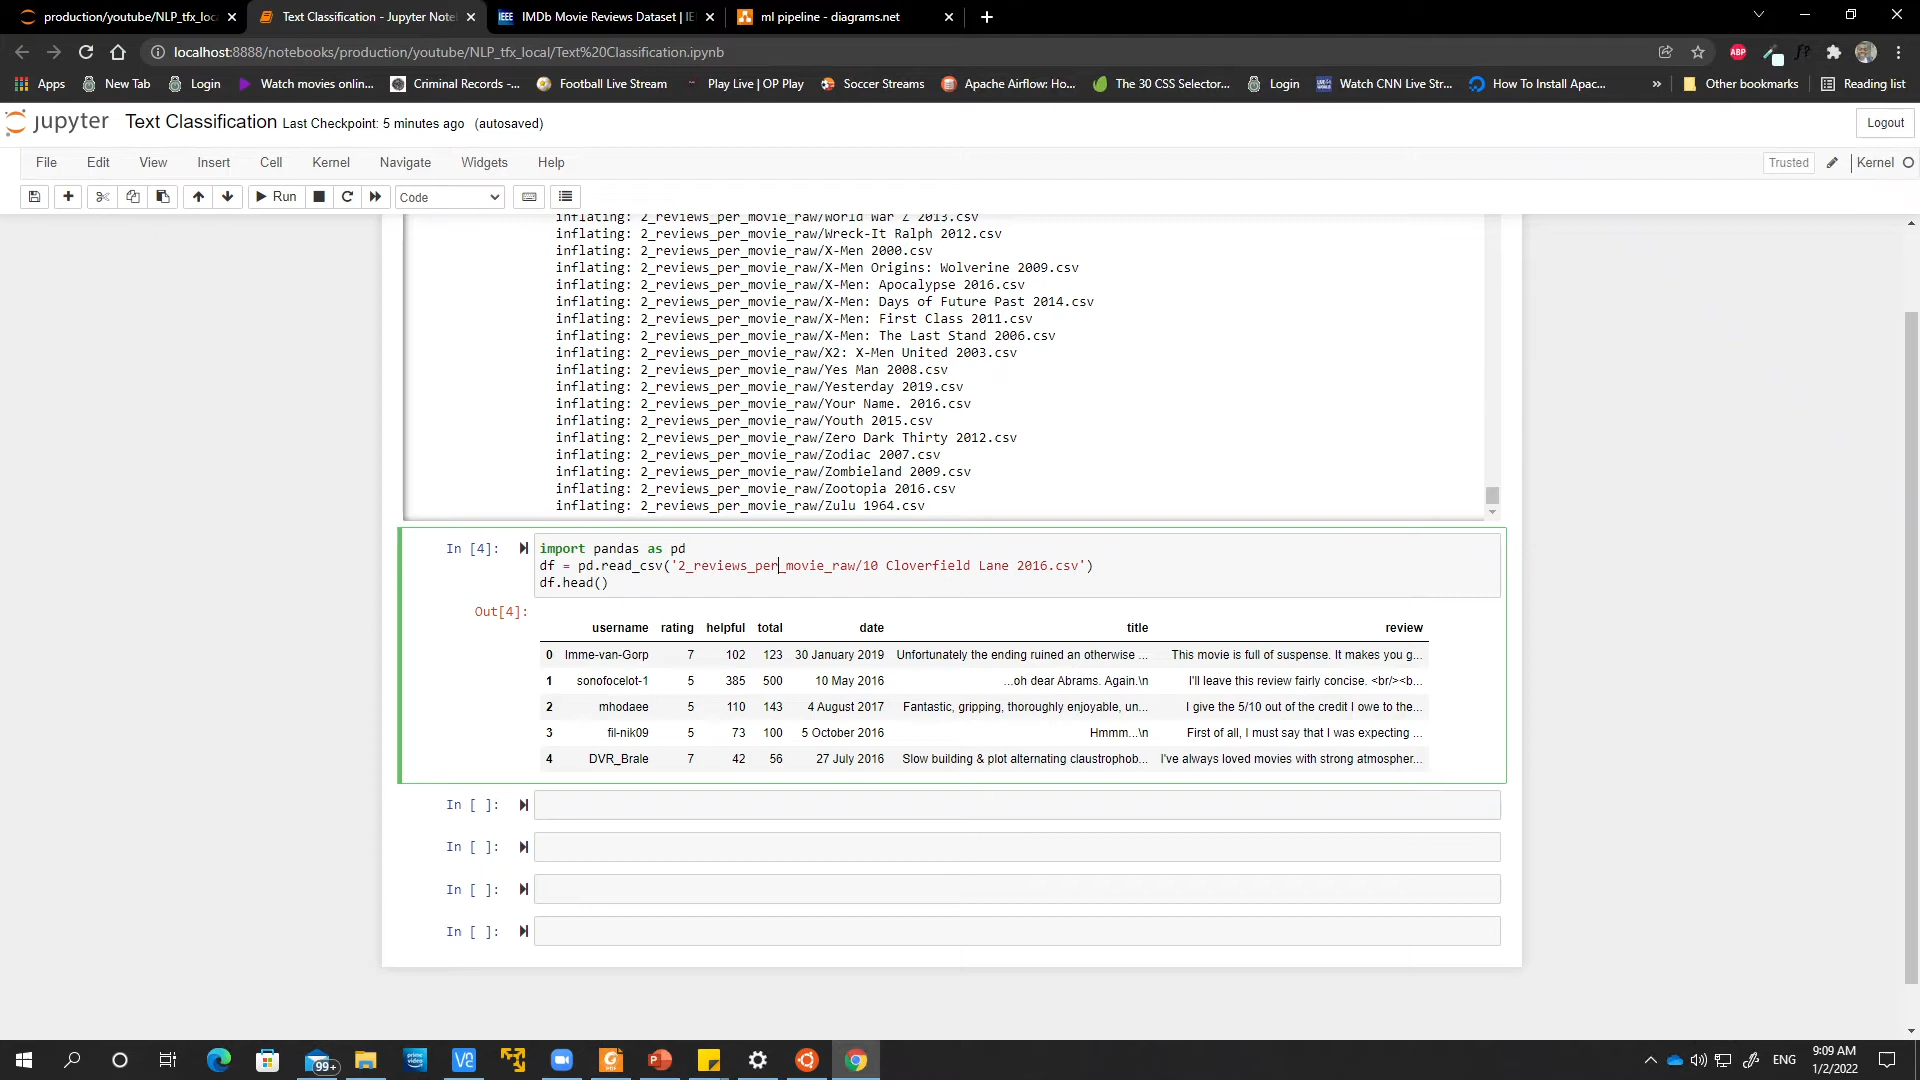 production/youtube/NLP_tfx_loc
Text Classification - Jupyter Note
IMDb Movie Reviews Dataset | IE
ml pipeline - diagrams.net
localhost:8888/notebooks/production/youtube/NLP_tfx_local/Text%20Classification.ipynb
ABP
f?
Apps
New Tab
Login
Watch movies onlin...
Criminal Records -...
Football Live Stream
Play Live | OP Play
Soccer Streams
Apache Airflow: Ho...
The 30 CSS Selector...
Login
Watch CNN Live Str...
How To Install Apac...
»
Other bookmarks
Reading list
jupyter Text Classification Last Checkpoint: 5 minutes ago (autosaved)
Logout
File Edit View Insert Cell Kernel Navigate Widgets Help
Trusted
Kernel
Run
Code
inflating: 2_reviews_per_movie_raw/World War Z 2013.csv
inflating: 2_reviews_per_movie_raw/Wreck-It Ralph 2012.csv
inflating: 2_reviews_per_movie_raw/X-Men 2000.csv
inflating: 2_reviews_per_movie_raw/X-Men Origins: Wolverine 2009.csv
inflating: 2_reviews_per_movie_raw/X-Men: Apocalypse 2016.csv
inflating: 2_reviews_per_movie_raw/X-Men: Days of Future Past 2014.csv
inflating: 2_reviews_per_movie_raw/X-Men: First Class 2011.csv
inflating: 2_reviews_per_movie_raw/X-Men: The Last Stand 2006.csv
inflating: 2_reviews_per_movie_raw/X2: X-Men United 2003.csv
inflating: 2_reviews_per_movie_raw/Yes Man 2008.csv
inflating: 2_reviews_per_movie_raw/Yesterday 2019.csv
inflating: 2_reviews_per_movie_raw/Your Name. 2016.csv
inflating: 2_reviews_per_movie_raw/Youth 2015.csv
inflating: 2_reviews_per_movie_raw/Zero Dark Thirty 2012.csv
inflating: 2_reviews_per_movie_raw/Zodiac 2007.csv
inflating: 2_reviews_per_movie_raw/Zombieland 2009.csv
inflating: 2_reviews_per_movie_raw/Zootopia 2016.csv
inflating: 2_reviews_per_movie_raw/Zulu 1964.csv
In [4]:
import pandas as pd
df = pd.read_csv('2_reviews_per_movie_raw/10 Cloverfield Lane 2016.csv')
df.head()
Out[4]:
username rating helpful total date title review
0 Imme-van-Gorp 7 102 123 30 January 2019 Unfortunately the ending ruined an otherwise ... This movie is full of suspense. It makes you g...
1 sonofocelot-1 5 385 500 10 May 2016 ...oh dear Abrams. Again.\n I'll leave this review fairly concise. <br/><b...
2 mhodaee 5 110 143 4 August 2017 Fantastic, gripping, thoroughly enjoyable, un... I give the 5/10 out of the credit I owe to the...
3 fil-nik09 5 73 100 5 October 2016 Hmmm...\n First of all, I must say that I was expecting ...
4 DVR_Brale 7 42 56 27 July 2016 Slow building & plot alternating claustrophob... I've always loved movies with strong atmospher...
In [ ]:
In [ ]:
In [ ]:
In [ ]:
99+
prime video
ENG
9:09 AM
1/2/2022